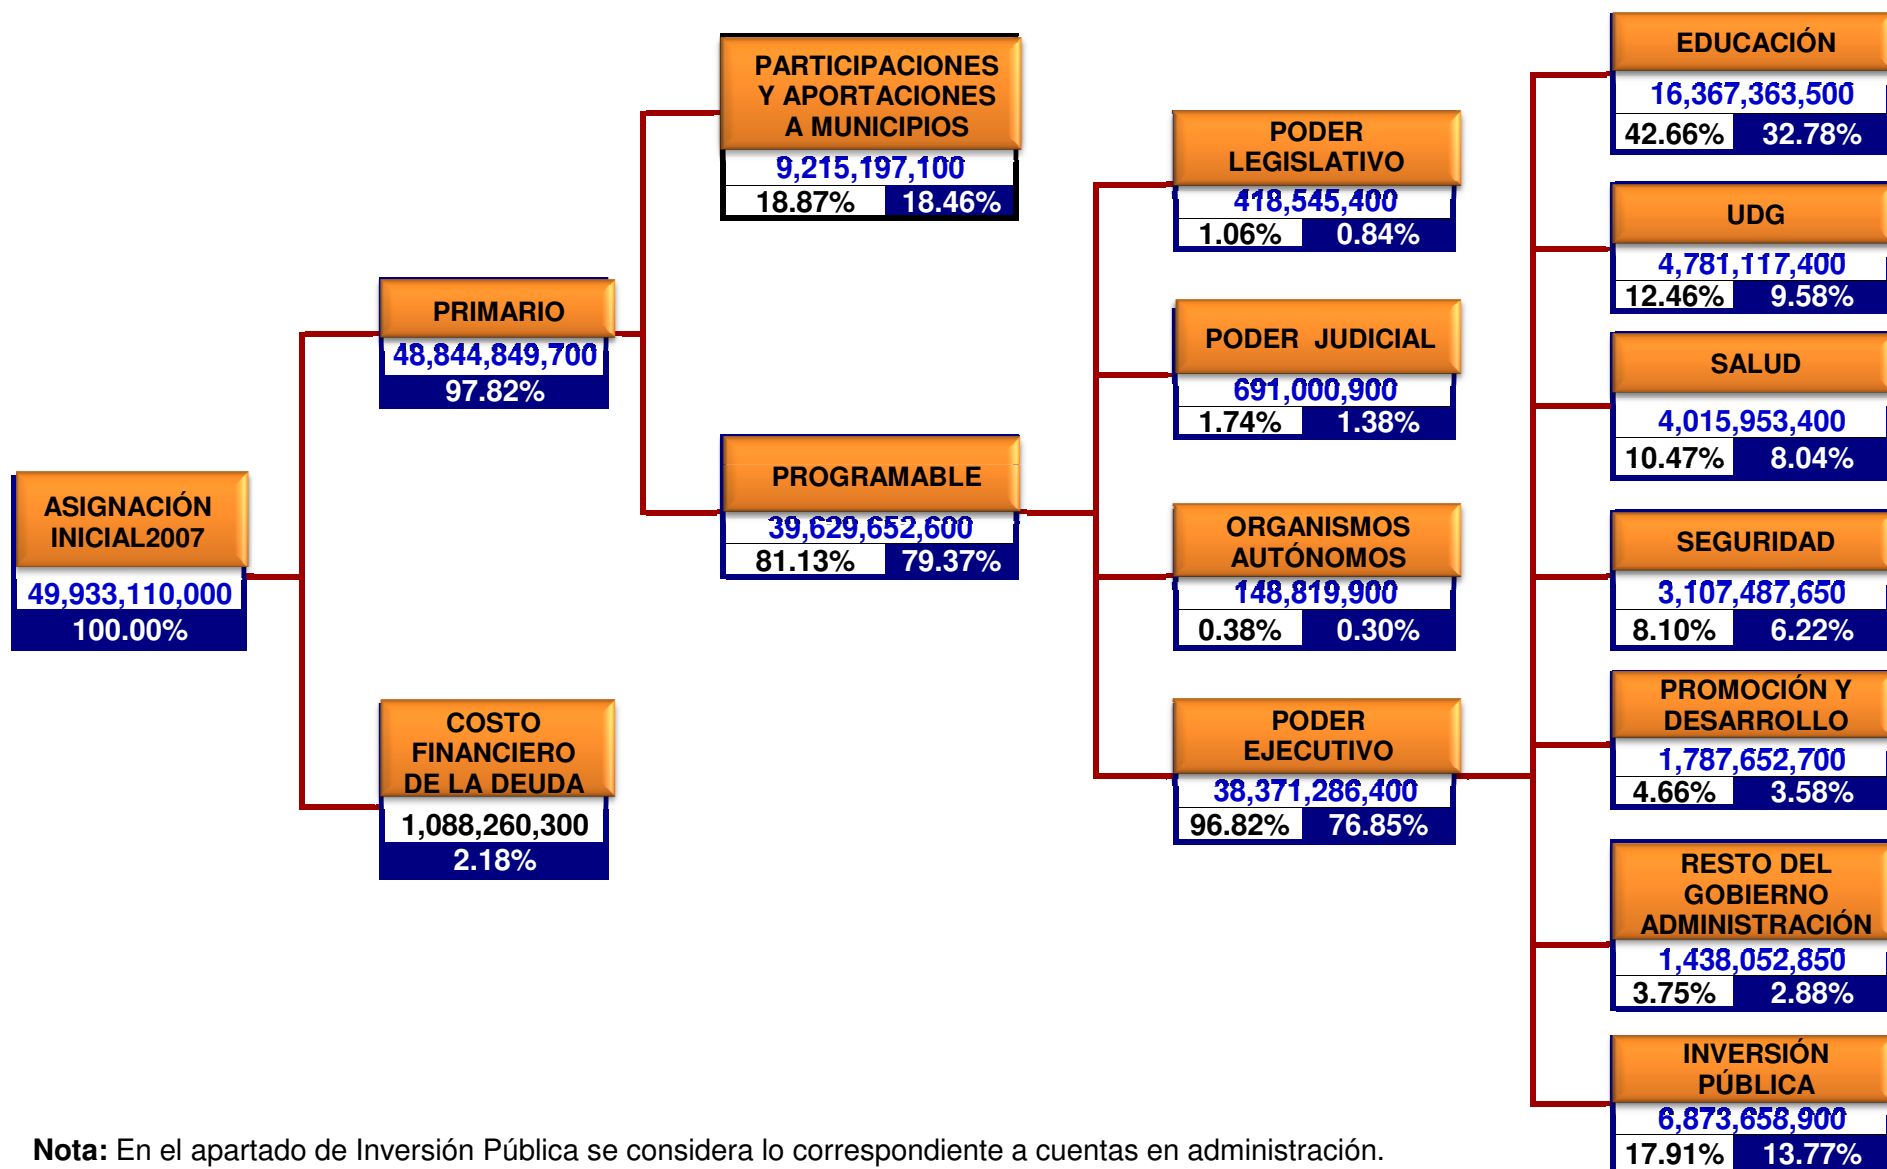 ASIGNACIÓN
INICIAL2007
49,933,110,000
100.00%
PRIMARIO
48,844,849,700
97.82%
COSTO
FINANCIERO
DE LA DEUDA
1,088,260,300
2.18%
PARTICIPACIONES
Y APORTACIONES
A MUNICIPIOS
9,215,197,100
18.87% 18.46%
PROGRAMABLE
39,629,652,600
81.13% 79.37%
PODER
LEGISLATIVO
418,545,400
1.06% 0.84%
PODER JUDICIAL
691,000,900
1.74% 1.38%
ORGANISMOS
AUTÓNOMOS
148,819,900
0.38% 0.30%
PODER
EJECUTIVO
38,371,286,400
96.82% 76.85%
EDUCACIÓN
16,367,363,500
42.66% 32.78%
UDG
4,781,117,400
12.46% 9.58%
SALUD
4,015,953,400
10.47% 8.04%
SEGURIDAD
3,107,487,650
8.10% 6.22%
PROMOCIÓN Y
DESARROLLO
1,787,652,700
4.66% 3.58%
RESTO DEL
GOBIERNO
ADMINISTRACIÓN
1,438,052,850
3.75% 2.88%
INVERSIÓN
PÚBLICA
6,873,658,900
17.91% 13.77%
Nota: En el apartado de Inversión Pública se considera lo correspondiente a cuentas en administración.